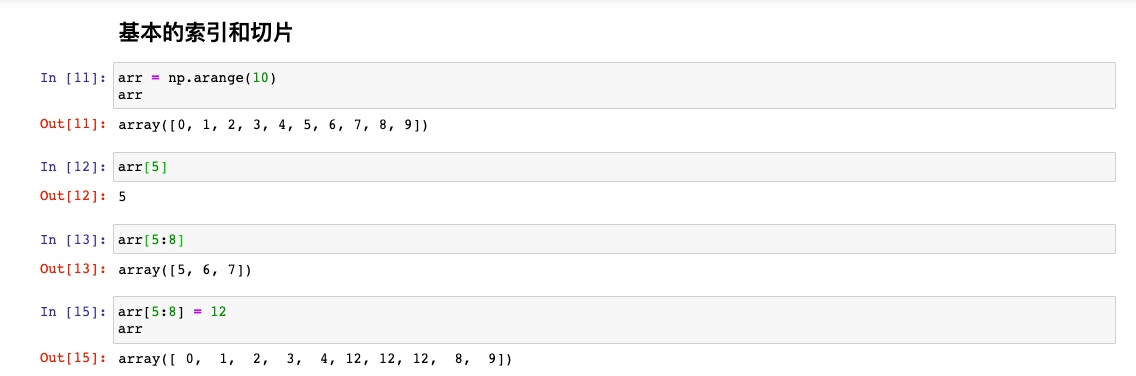 基本的索引和切片
In [11]: arr = np.arange(10)
arr
Out[11]: array([0, 1, 2, 3, 4, 5, 6, 7, 8, 9])
In [12]: arr[5]
Out[12]: 5
In [13]: arr[5:8]
Out[13]: array([5, 6, 7])
In [15]: arr[5:8] = 12
arr
Out[15]: array([ 0,  1,  2,  3,  4, 12, 12, 12,  8,  9])